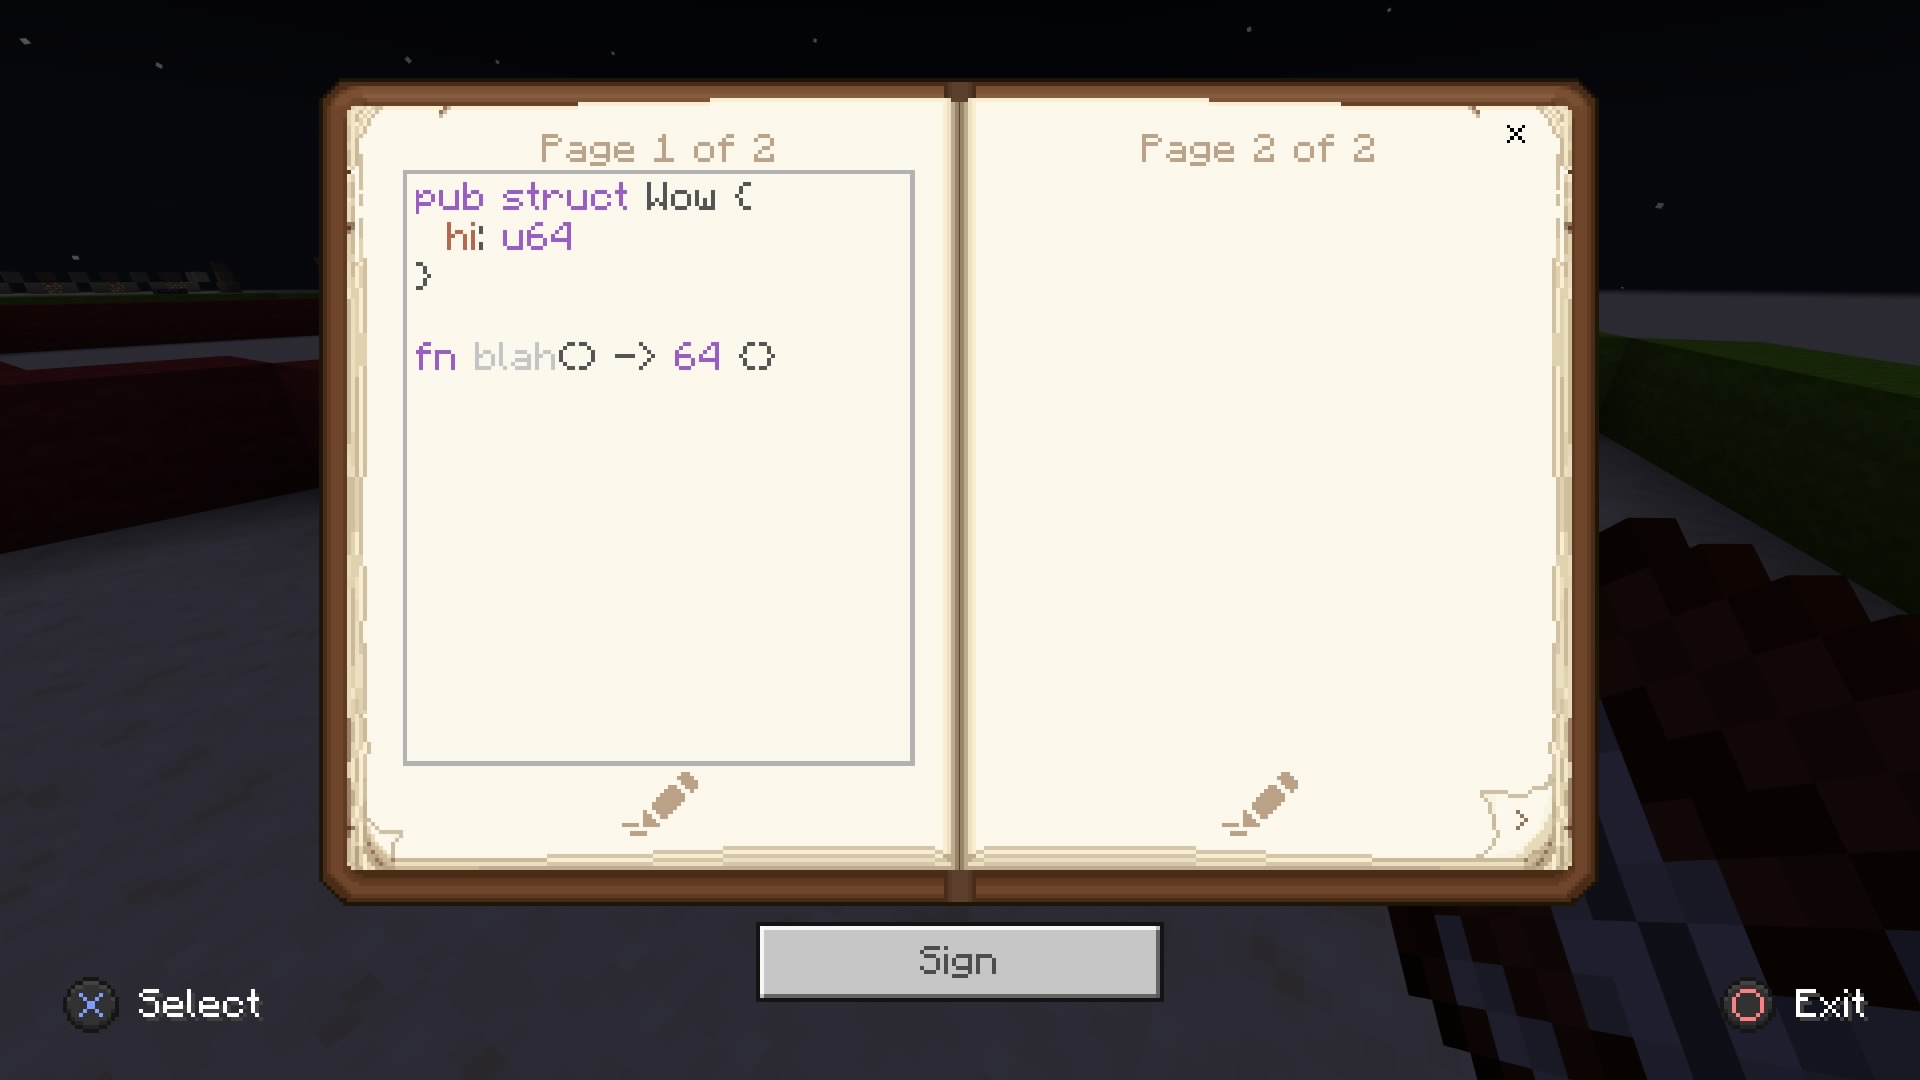 Page 1 of 2
pub struct Wow {
  hi: u64
}

fn blah() -> 64 {}
Page 2 of 2
Sign
Select
Exit